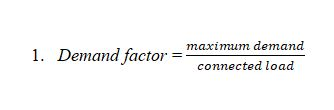 1. Demand factor = maximum demand / connected load